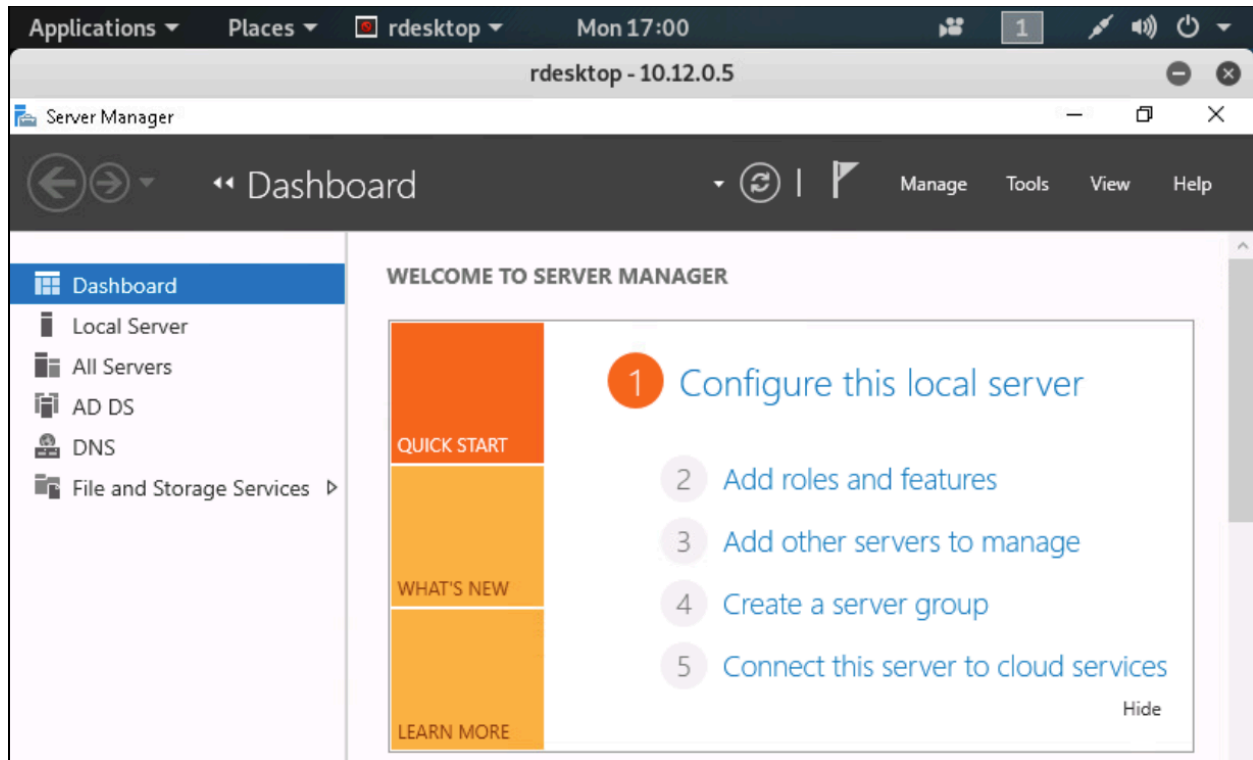 Applications Places rdesktop Mon 17:00 1
rdesktop - 10.12.0.5
Server Manager
Dashboard Manage Tools View Help
Dashboard
Local Server
All Servers
AD DS
DNS
File and Storage Services
WELCOME TO SERVER MANAGER
QUICK START
WHAT'S NEW
LEARN MORE
1 Configure this local server
2 Add roles and features
3 Add other servers to manage
4 Create a server group
5 Connect this server to cloud services
Hide